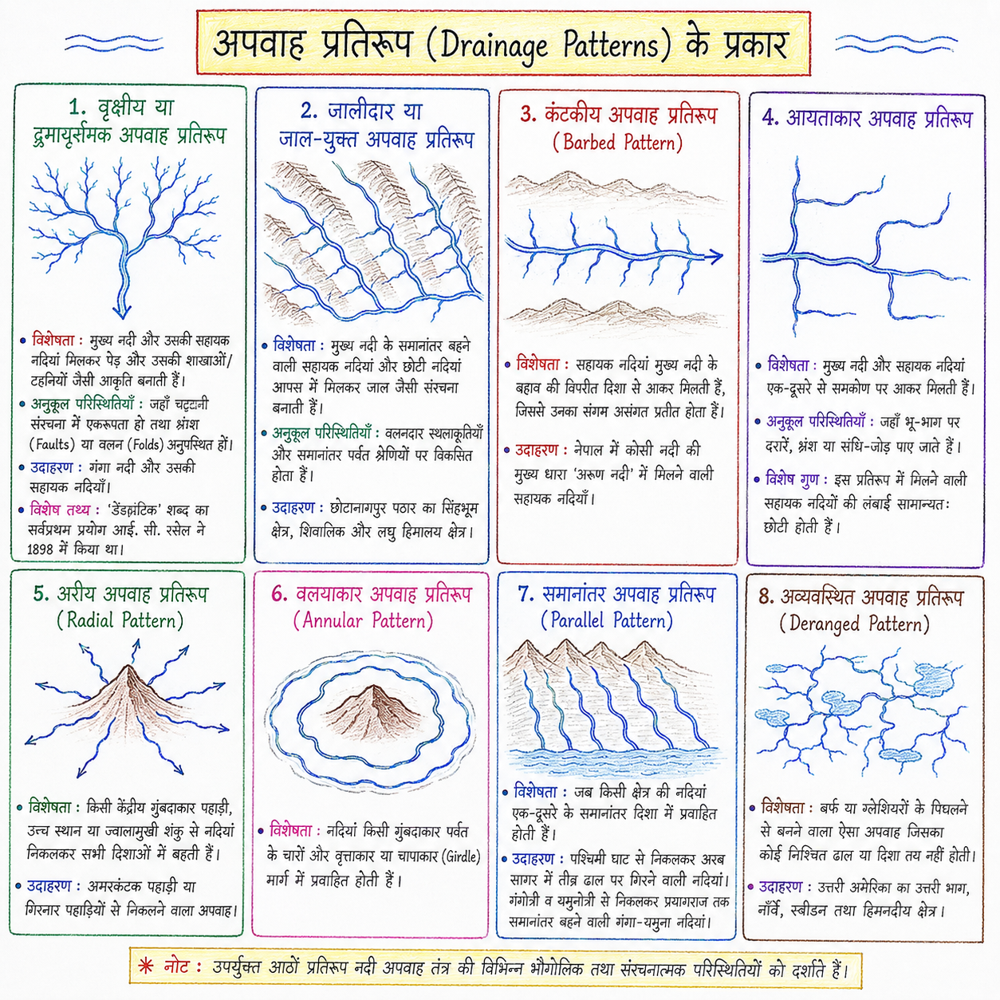 अपवाह प्रतिरूप (Drainage Patterns) के प्रकार
1. वृक्षीय या
अपवाह प्रतिरूप
विशेषता : मुख्य नदी और उसकी सहायक
नदियां मिलकर पेड़ और उसकी शाखाओं/
टहनियों जैसी आकृति बनाती हैं।
अनुकूल परिस्थितियाँ : जहाँ
संरचना में एकरूपता हो तथा
(Faults) या वलन (Folds) अनुपस्थित हों।
उदाहरण : गंगा नदी और उसकी
सहायक नदियाँ।
विशेष तथ्य : शब्द का
सर्वप्रथम प्रयोग आई. सी. रसेल ने
1898 में किया था।
2. जालीदार या
जाल-युक्त अपवाह प्रतिरूप
विशेषता : मुख्य नदी के समानांतर बहने
वाली सहायक नदियां और छोटी नदियां
आपस में मिलकर जाल जैसी संरचना
बनाती हैं।
अनुकूल परिस्थितियाँ : वलनदार
और समानांतर पर्वत श्रेणियों पर विकसित
होता हैं।
उदाहरण : छोटानागपुर पठार का सिंहभूम
क्षेत्र, शिवालिक और लघु हिमालय क्षेत्र।
3. कंटकीय अपवाह प्रतिरूप
(Barbed Pattern)
विशेषता : सहायक नदियां मुख्य नदी के
बहाव की विपरीत दिशा से आकर मिलती हैं,
जिससे उनका संगम असंगत प्रतीत होता हैं।
उदाहरण : नेपाल में कोसी नदी की
मुख्य धारा 'अरूण नदी' में मिलने वाली
सहायक नदियाँ।
4. आयताकार अपवाह प्रतिरूप
विशेषता : मुख्य नदी और सहायक नदियां
एक-दूसरे से समकोण पर आकर मिलती हैं।
अनुकूल परिस्थितियाँ : जहाँ भू-भाग पर
दरारें, भ्रंश या संधि-जोड़ पाए जाते हैं।
विशेष गुण : इस प्रतिरूप में मिलने वाली
सहायक नदियों की लंबाई सामान्यतः
छोटी होती हैं।
5. अरीय अपवाह प्रतिरूप
(Radial Pattern)
विशेषता : किसी केंद्रीय गुंबदाकार पहाड़ी,
उच्च स्थान या ज्वालामुखी शंकु से नदियां
निकलकर सभी दिशाओं में बहती हैं।
उदाहरण : अमरकंटक पहाड़ी या
गिरनार पहाड़ियों से निकलने वाला अपवाह।
6. वलयाकार अपवाह प्रतिरूप
(Annular Pattern)
विशेषता : नदियां किसी गुंबदाकार पर्वत
के चारों और वृत्ताकार या चापाकार (Girdle)
मार्ग में प्रवाहित होती हैं।
7. समानांतर अपवाह प्रतिरूप
(Parallel Pattern)
विशेषता : जब किसी क्षेत्र की नदियां
एक-दूसरे के समानांतर दिशा में प्रवाहित
होती हैं।
उदाहरण : पश्चिमी घाट से निकलकर अरब
सागर में तीव्र ढाल पर गिरने वाली नदियां।
गंगोत्री व यमुनोत्री से निकलकर प्रयागराज तक
समानांतर बहने वाली गंगा-यमुना नदियां।
8. अव्यवस्थित अपवाह प्रतिरूप
(Deranged Pattern)
विशेषता : बर्फ या ग्लेशियरों के पिघलने
से बनने वाला ऐसा अपवाह जिसका
कोई निश्चित ढाल या दिशा तय नहीं होती।
उदाहरण : उत्तरी अमेरिका का उत्तरी भाग,
नॉर्वे, स्बीडन तथा हिमनदीय क्षेत्र।
* नोट : उपर्युक्त आठों प्रतिरूप नदी अपवाह तंत्र की विभिन्न भौगोलिक तथा संरचनात्मक परिस्थितियों को दर्शाते हैं।